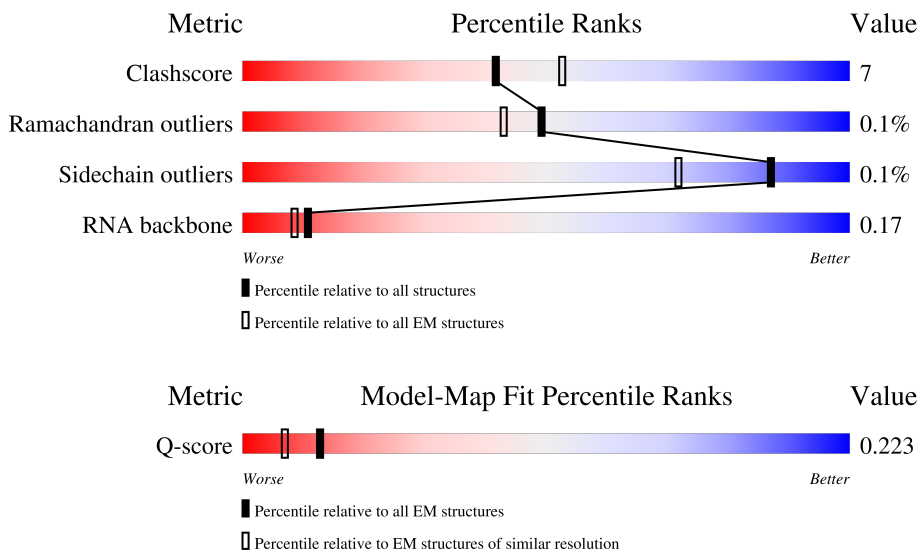 Metric Percentile Ranks Value
Clashscore 7
Ramachandran outliers 0.1%
Sidechain outliers 0.1%
RNA backbone 0.17
Worse Better
Percentile relative to all structures
Percentile relative to all EM structures
Metric Model-Map Fit Percentile Ranks Value
Q-score 0.223
Worse Better
Percentile relative to all EM structures
Percentile relative to EM structures of similar resolution